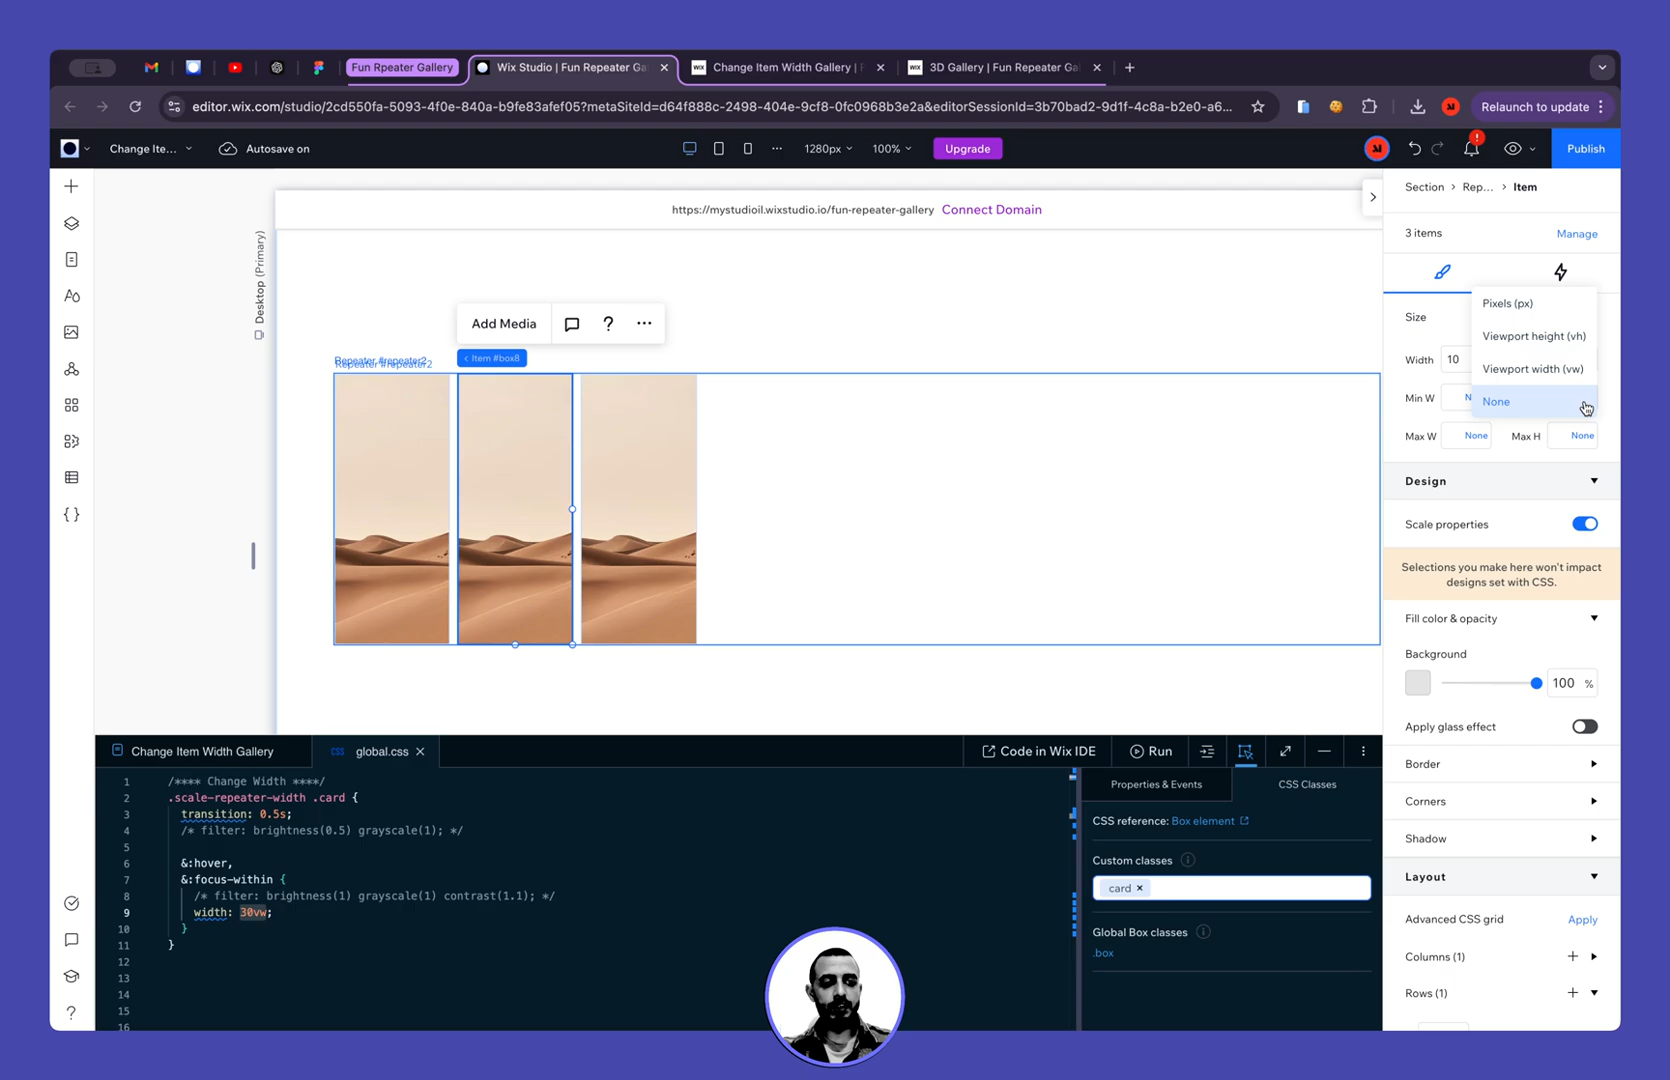 Fun Rpeater Gallery
Wix Studio | Fun Repeater Ga
Change Item Width Gallery | F
3D Gallery | Fun Repeater Ga
editor.wix.com/studio/2cd550fa-5093-4f0e-840a-b9fe83afef05?metaSiteId=d64f888c-2498-404e-9cf8-0fc0968b3e2a&editorSessionId=3b70bad2-9d1f-4c8a-b2e0-a6...
Relaunch to update
Change Ite...
Autosave on
1280px
100%
Upgrade
Publish
https://mystudioil.wixstudio.io/fun-repeater-gallery Connect Domain
Desktop (Primary)
Section > Rep... > Item
3 items
Manage
Size
Pixels (px)
Viewport height (vh)
Width 10
Viewport width (vw)
Min W
None
Max W None Max H None
Add Media
Repeater #repeater2
Repeater #repeater2
< Item #box8
Design
Scale properties
Selections you make here won't impact
designs set with CSS.
Fill color & opacity
Background
100 %
Apply glass effect
Border
Corners
Shadow
Layout
Advanced CSS grid Apply
Columns (1)
Rows (1)
Change Item Width Gallery
CSS global.css
Code in Wix IDE
Run
1 /**** Change Width ****/
2 .scale-repeater-width .card {
3 transition: 0.5s;
4 /* filter: brightness(0.5) grayscale(1); */
5
6 &:hover,
7 &:focus-within {
8 /* filter: brightness(1) grayscale(1) contrast(1.1); */
9 width: 30vw;
10 }
11 }
12
13
14
15
16
Properties & Events
CSS Classes
CSS reference: Box element
Custom classes
card ×
Global Box classes
.box